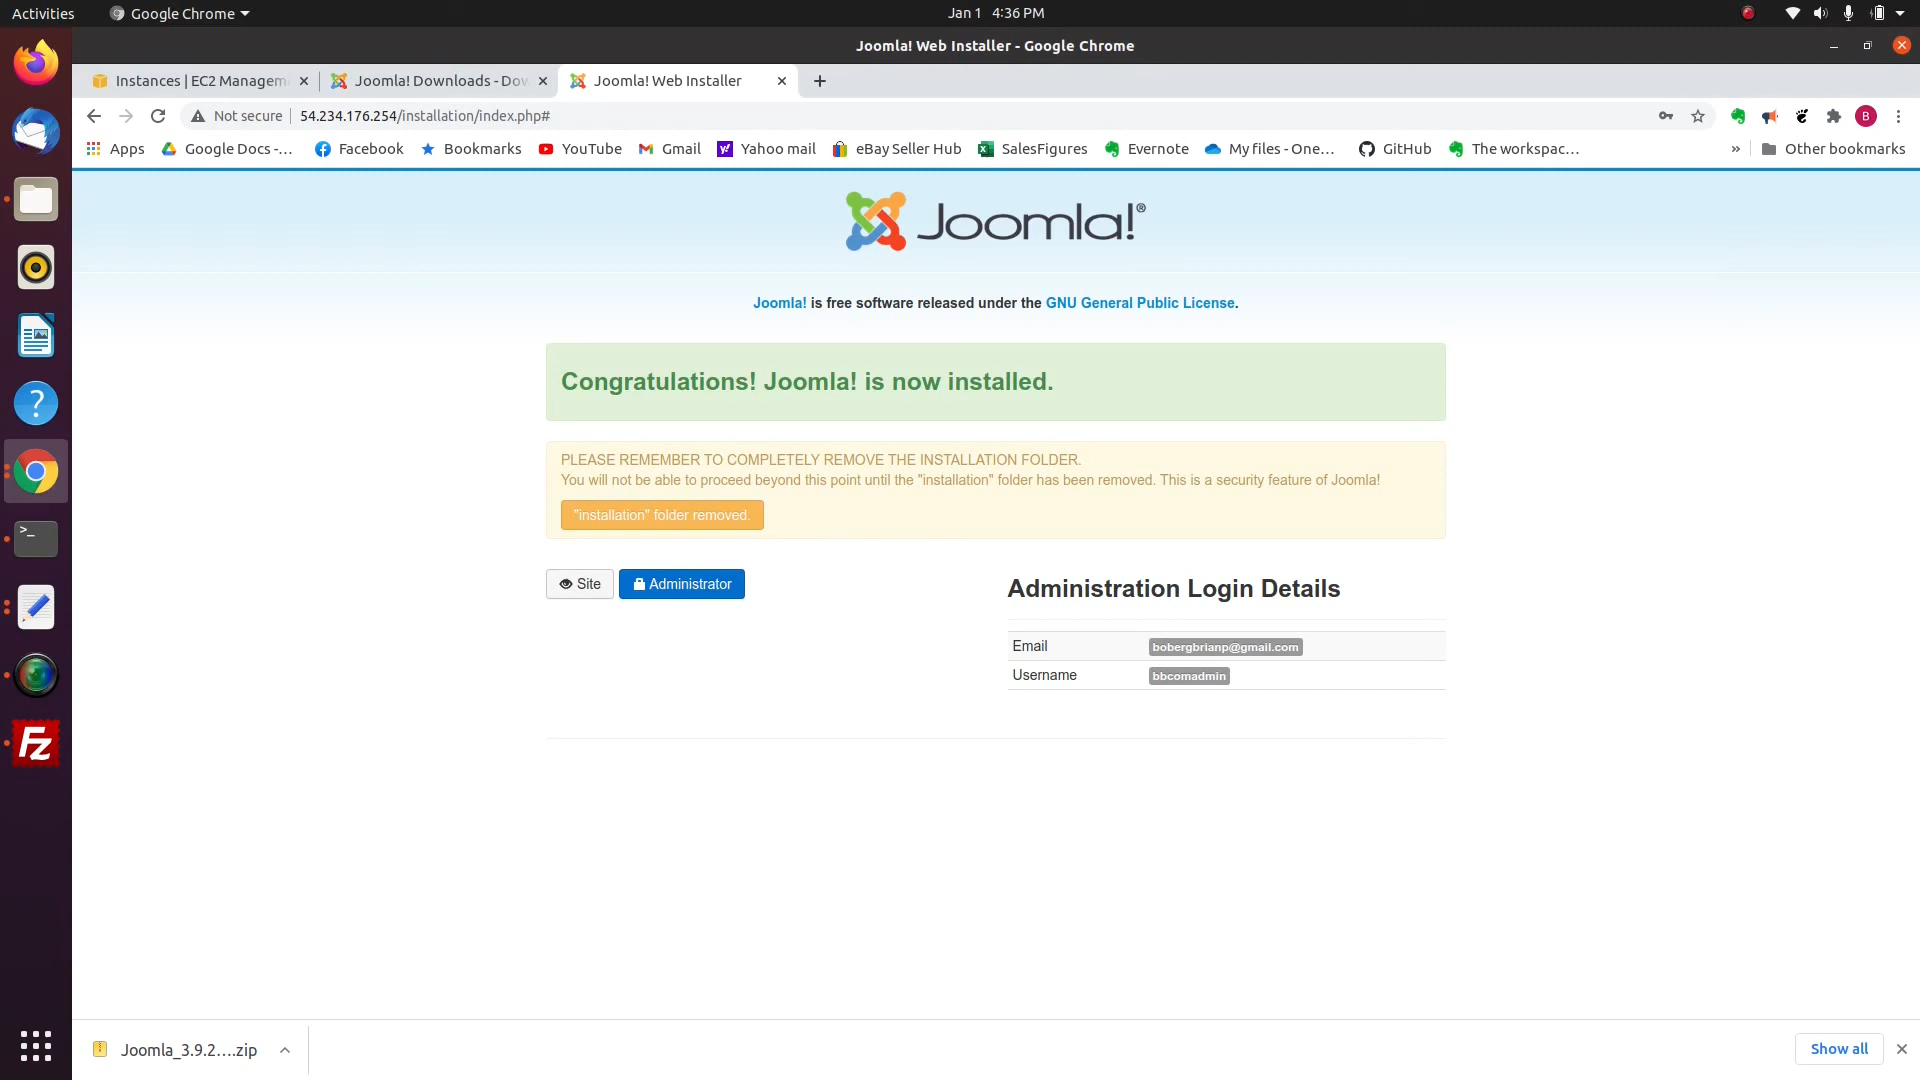 Activities
Google Chrome
Jan 1 4:36 PM
Joomla! Web Installer - Google Chrome
Instances | EC2 Managem
Joomla! Downloads - Dow
Joomla! Web Installer
Not secure
54.234.176.254/installation/index.php#
B
Apps
Google Docs -...
Facebook
Bookmarks
YouTube
Gmail
Yahoo mail
eBay Seller Hub
SalesFigures
Evernote
My files - One...
GitHub
The workspac...
»
Other bookmarks
Joomla!®
Joomla! is free software released under the GNU General Public License.
Congratulations! Joomla! is now installed.
PLEASE REMEMBER TO COMPLETELY REMOVE THE INSTALLATION FOLDER.
You will not be able to proceed beyond this point until the "installation" folder has been removed. This is a security feature of Joomla!
"installation" folder removed.
Site
Administrator
Administration Login Details
Email
bobergbrianp@gmail.com
Username
bbcomadmin
Joomla_3.9.2....zip
Show all